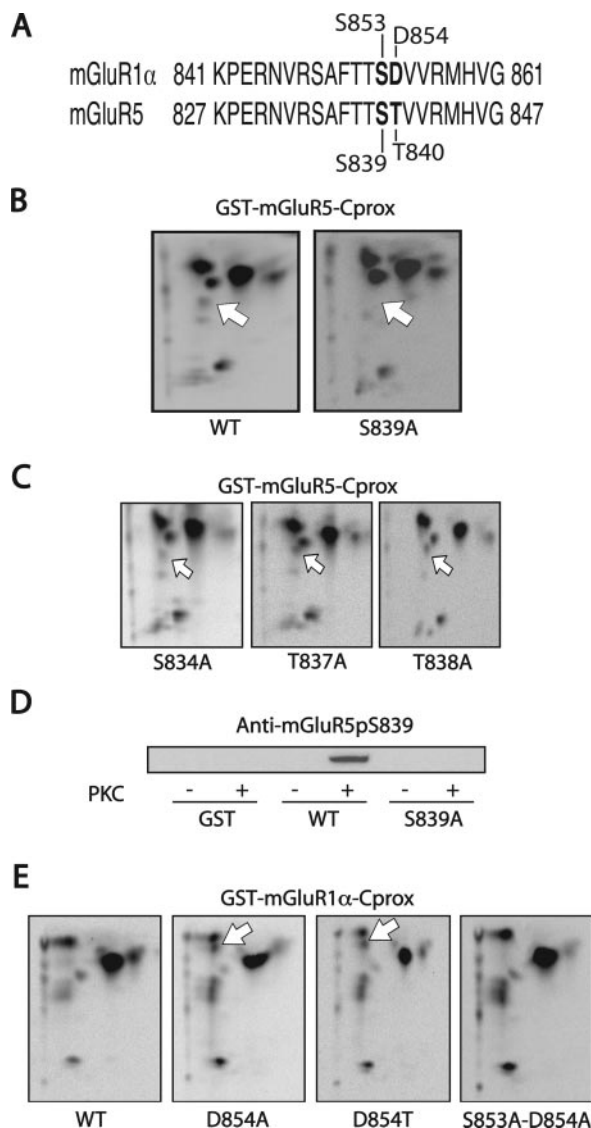 A
S853
D854
mGluR1α 841 KPERNVRSAFTTSDVVRMHVG 861
mGluR5 827 KPERNVRSAFTTSTVVRMHVG 847
S839
T840
B
GST-mGluR5-Cprox
WT S839A
C
GST-mGluR5-Cprox
S834A T837A T838A
D
Anti-mGluR5pS839
PKC - + - + - +
GST WT S839A
E
GST-mGluR1α-Cprox
WT D854A D854T S853A-D854A